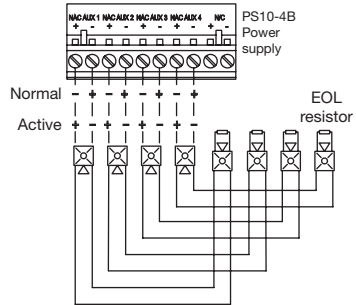 NAC AUX 1 NAC AUX 2 NAC AUX 3 NAC AUX 4 N/C
+ - + - + - + - + -
PS10-4B
Power
supply
Normal - + - + - + - +
Active + - + - + - + -
EOL
resistor